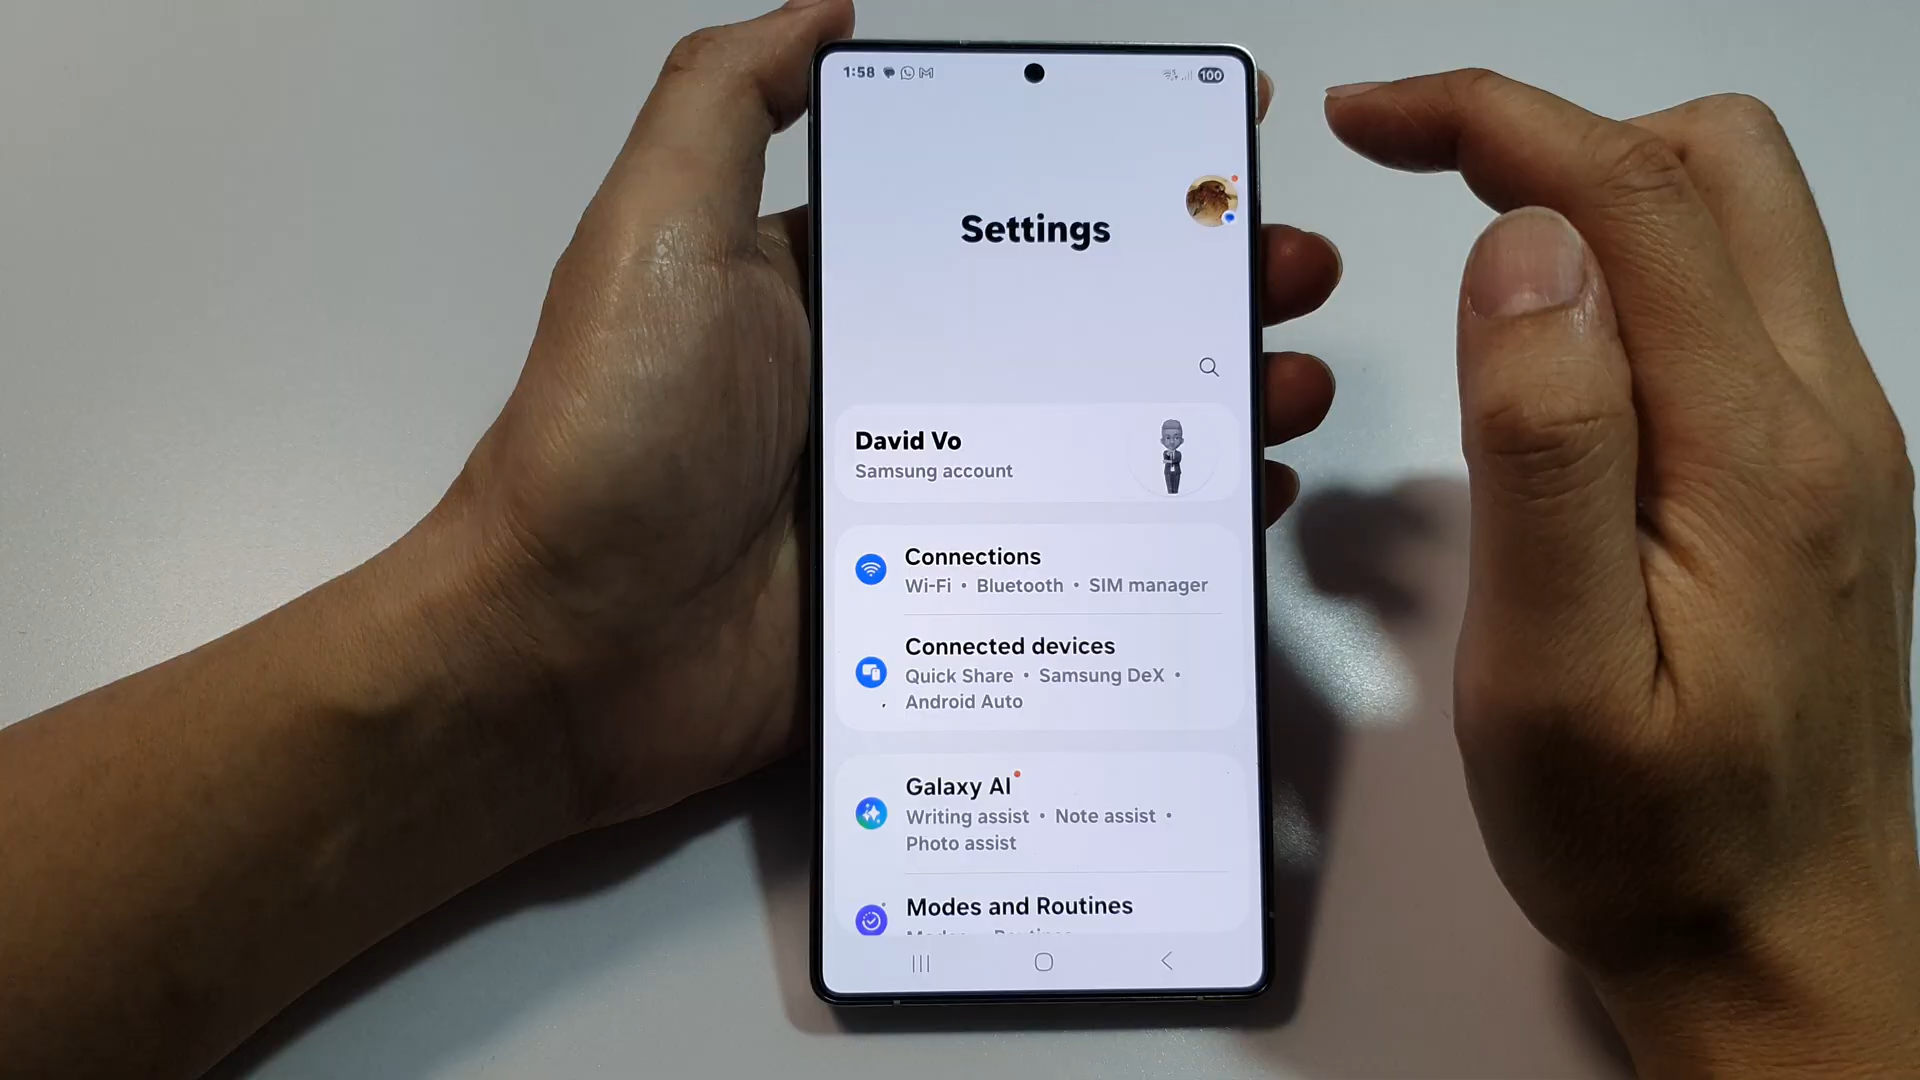 1:58
100
Settings
David Vo
Samsung account
Connections
Wi-Fi • Bluetooth • SIM manager
Connected devices
Quick Share • Samsung DeX •
Android Auto
Galaxy AI
Writing assist • Note assist •
Photo assist
Modes and Routines